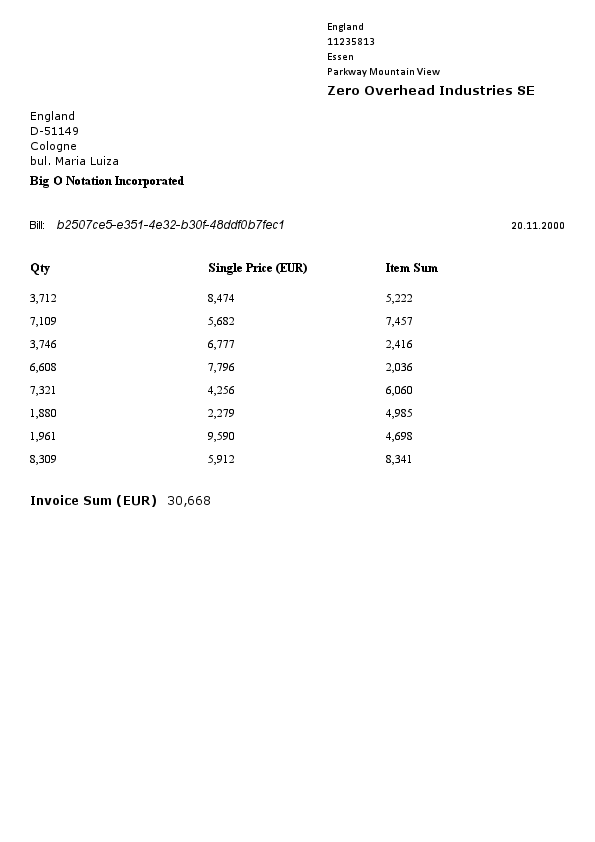 England
11235813
Essen
Parkway Mountain View
Zero Overhead Industries SE
England
D-51149
Cologne
bul. Maria Luiza
Big O Notation Incorporated
Bill: b2507ce5-e351-4e32-b30f-48ddf0b7fec1 20.11.2000
Qty Single Price (EUR) Item Sum
3,712 8,474 5,222
7,109 5,682 7,457
3,746 6,777 2,416
6,608 7,796 2,036
7,321 4,256 6,060
1,880 2,279 4,985
1,961 9,590 4,698
8,309 5,912 8,341
Invoice Sum (EUR) 30,668